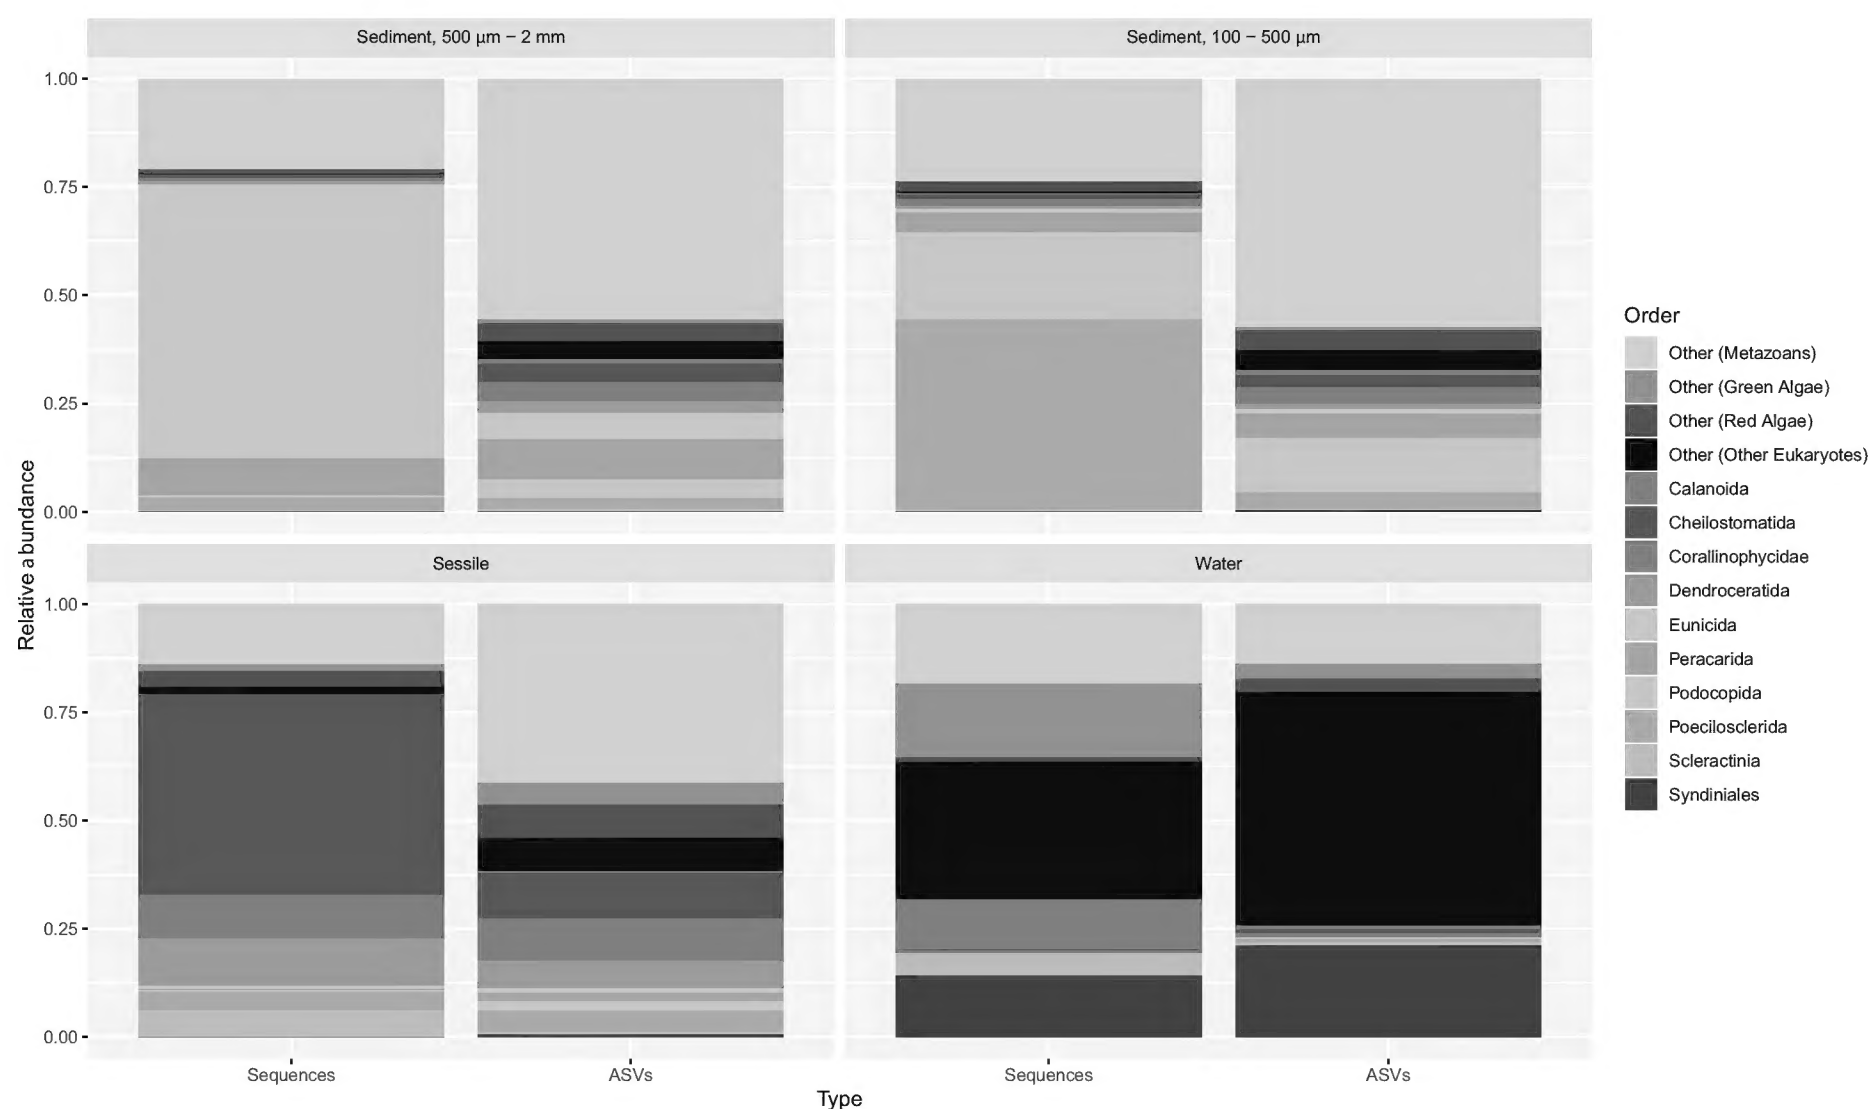 Sediment, 500 µm − 2 mm
Sediment, 100 − 500 µm
1.00
0.75
0.50
0.25
0.00
Sessile
Water
1.00
0.75
0.50
0.25
0.00
Relative abundance
Sequences
ASVs
Sequences
ASVs
Type
Order
Other (Metazoans)
Other (Green Algae)
Other (Red Algae)
Other (Other Eukaryotes)
Calanoida
Cheilostomatida
Corallinophycidae
Dendroceratida
Eunicida
Peracarida
Podocopida
Poecilosclerida
Scleractinia
Syndiniales